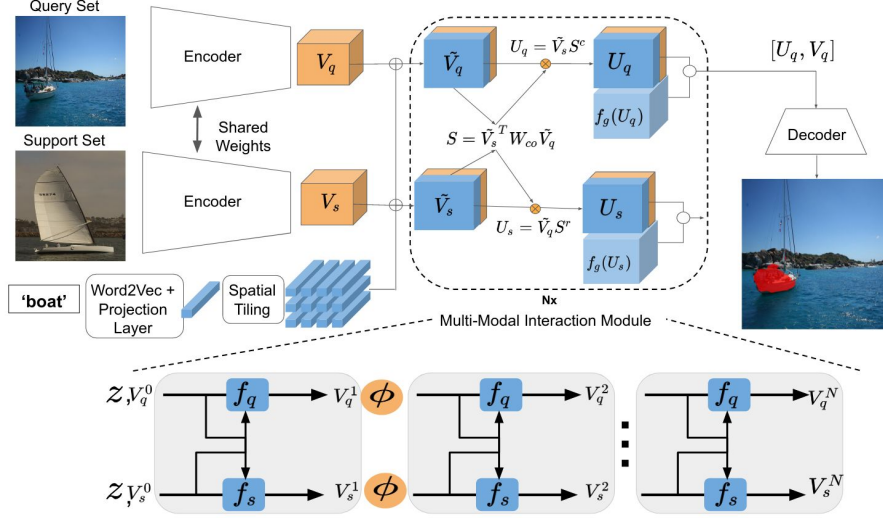 Query Set
Encoder
V_q
Ṽ_q
U_q = Ṽ_s S^c
U_q
f_g(U_q)
[U_q, V_q]
Shared
Weights
S = Ṽ_s^T W_co Ṽ_q
Decoder
Support Set
Encoder
V_s
Ṽ_s
U_s = Ṽ_q S^r
U_s
f_g(U_s)
'boat'
Word2Vec +
Projection
Layer
Spatial
Tiling
Nx
Multi-Modal Interaction Module
z, V_q^0
f_q
V_q^1
ϕ
f_q
V_q^2
f_q
V_q^N
z, V_s^0
f_s
V_s^1
ϕ
f_s
V_s^2
f_s
V_s^N